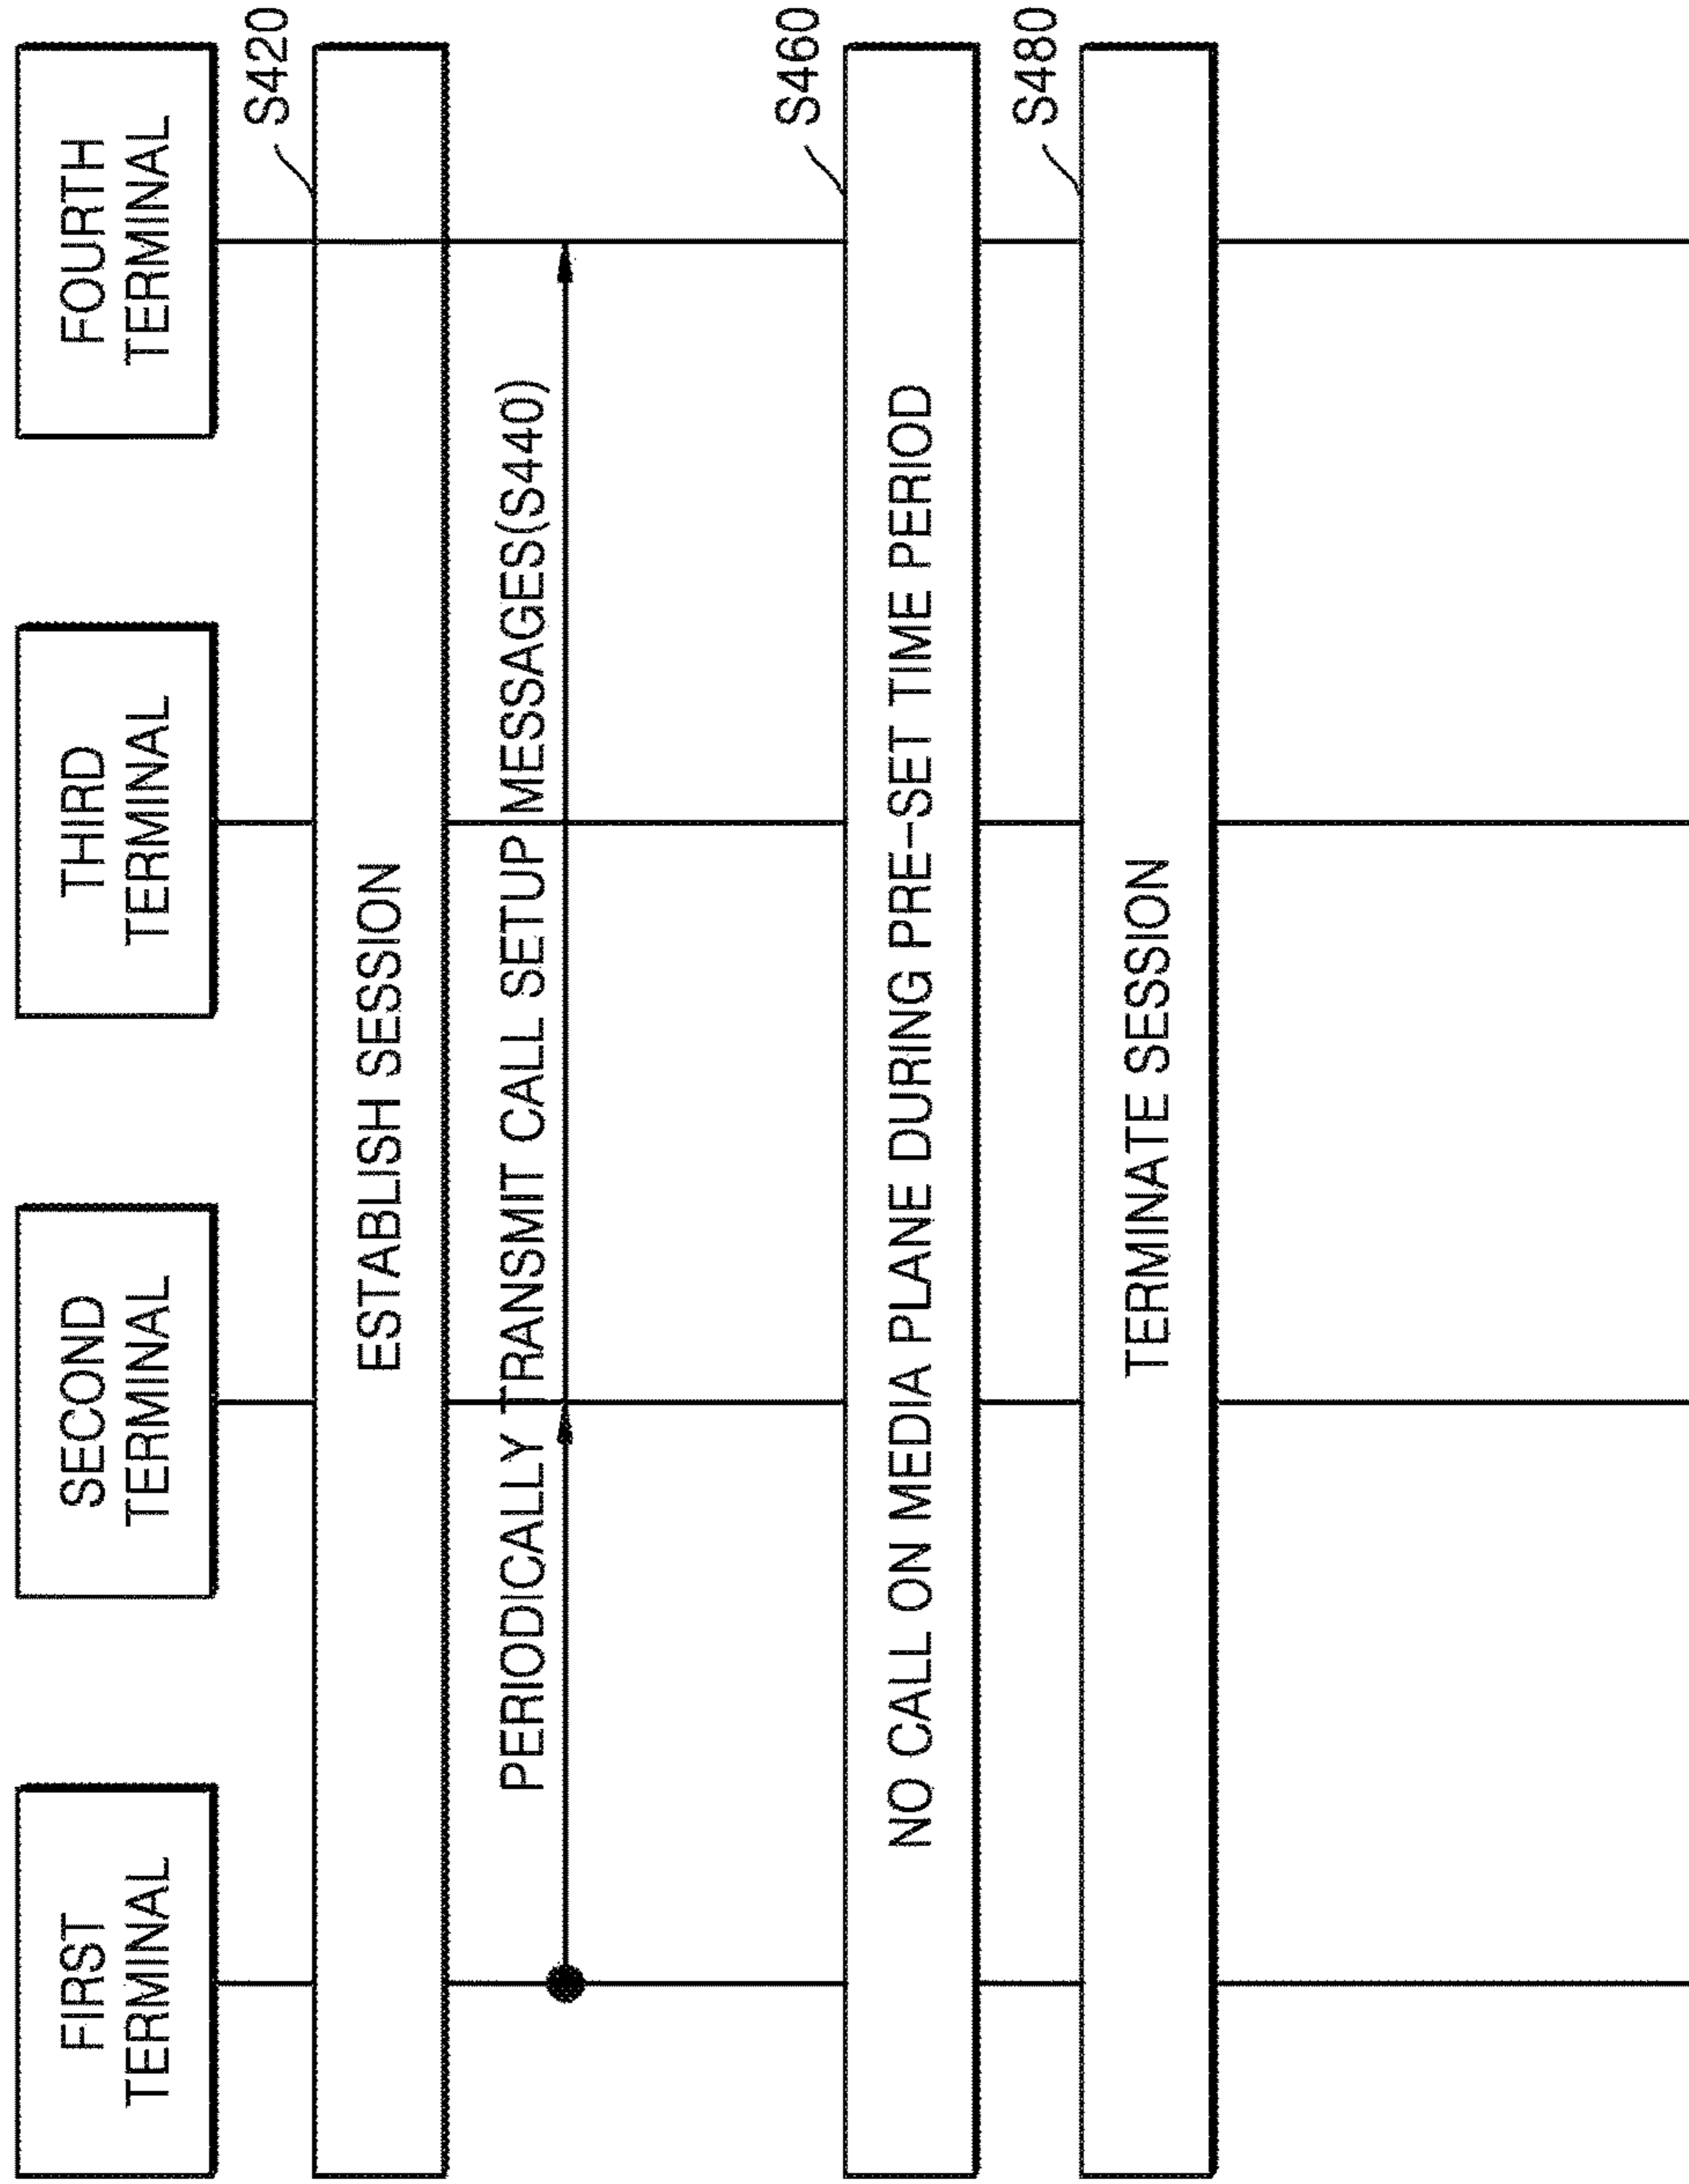 FIRST
TERMINAL
SECOND
TERMINAL
THIRD
TERMINAL
FOURTH
TERMINAL
S420
ESTABLISH SESSION
PERIODICALLY TRANSMIT CALL SETUP MESSAGES(S440)
S460
NO CALL ON MEDIA PLANE DURING PRE-SET TIME PERIOD
S480
TERMINATE SESSION